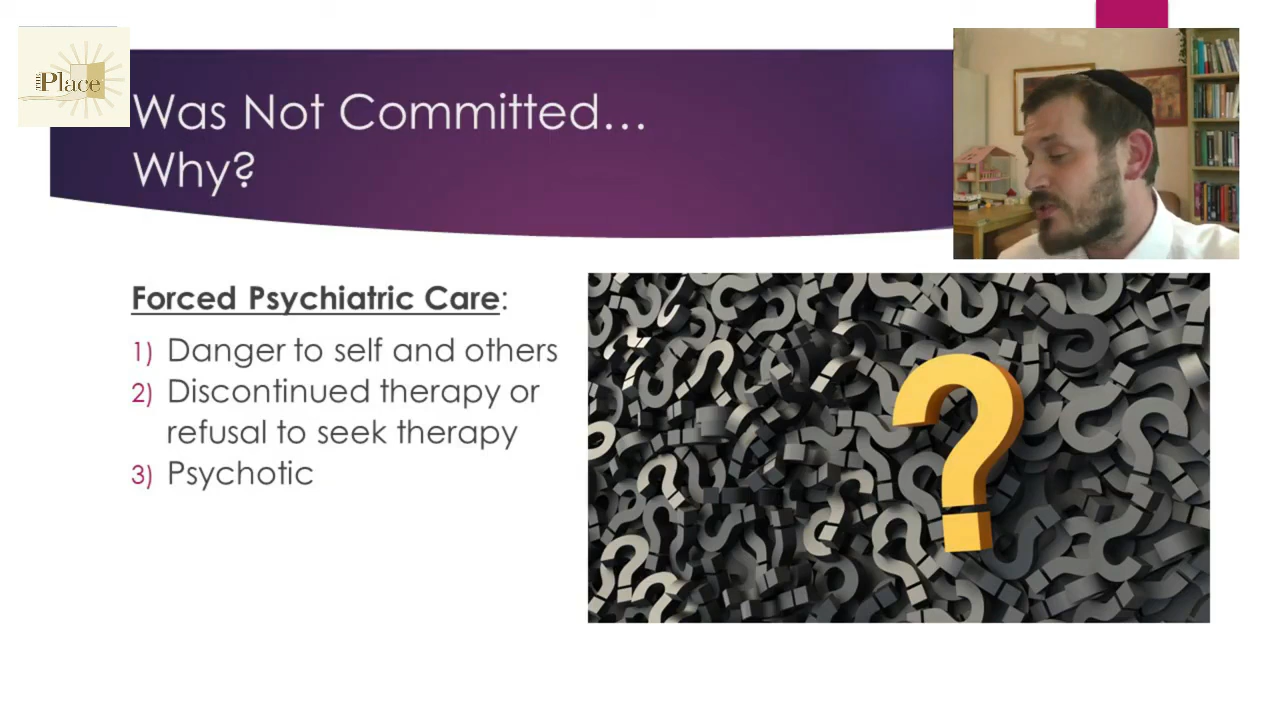 THE Place
Was Not Committed...
Why?
Forced Psychiatric Care:
1) Danger to self and others
2) Discontinued therapy or
refusal to seek therapy
3) Psychotic
?